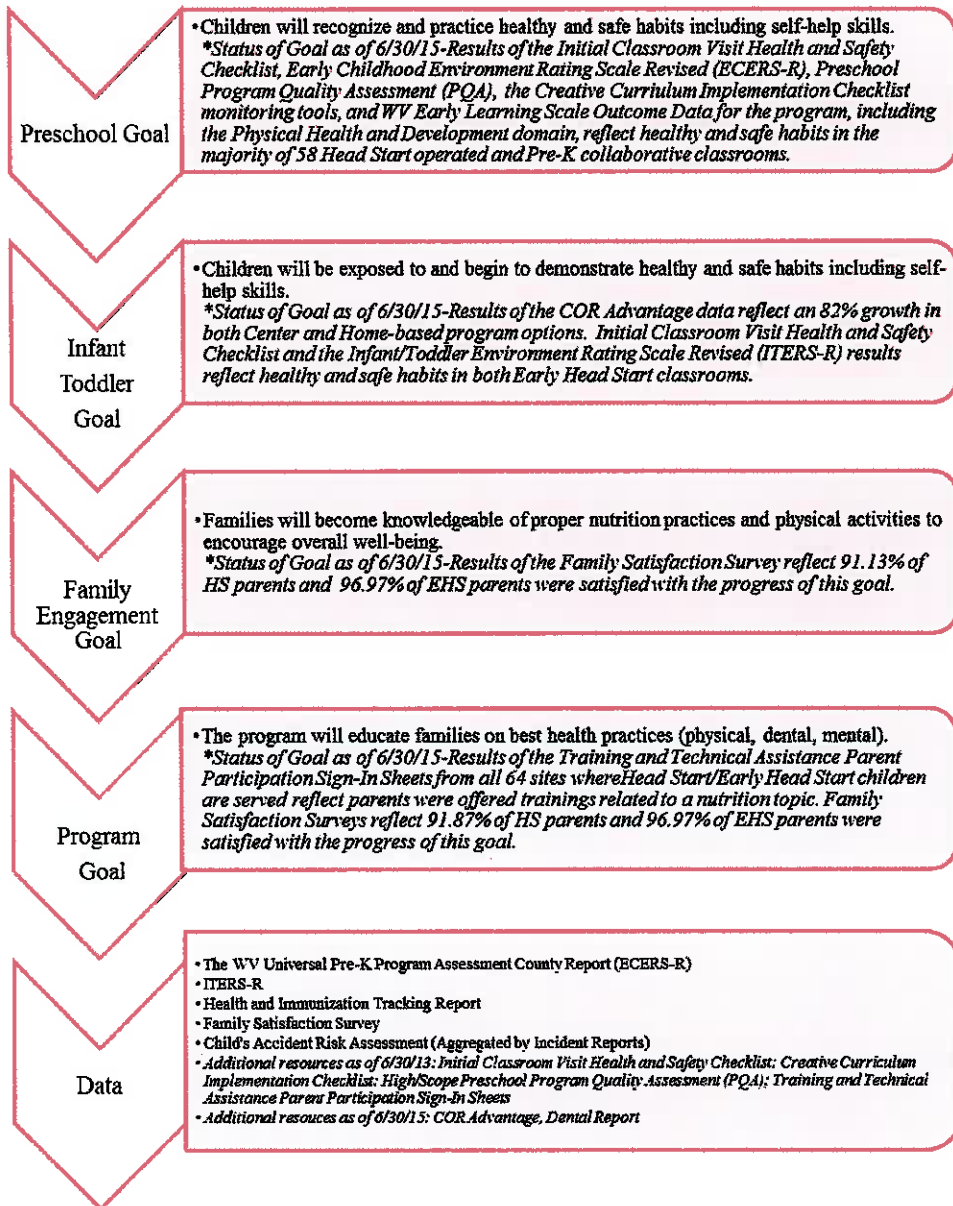 Preschool Goal
•Children will recognize and practice healthy and safe habits including self-help skills.
*Status of Goal as of 6/30/15-Results of the Initial Classroom Visit Health and Safety
Checklist, Early Childhood Environment Rating Scale Revised (ECERS-R), Preschool
Program Quality Assessment (PQA), the Creative Curriulum Implementation Checklist
monitoring tools, and WV Early Learning Scale Outcome Data for the program, including
the Physical Health and Development domain, reflect healthy and safe habits in the
majority of 58 Head Start operated and Pre-K collaborative classrooms.
Infant
Toddler
Goal
•Children will be exposed to and begin to demonstrate healthy and safe habits including self-
help skills.
*Status of Goal as of 6/30/15-Results of the COR Advantage data reflect an 82% growth in
both Center and Home-based program options. Initial Classroom Visit Health and Safety
Checklist and the Infant/Toddler Environment Rating Scale Revised (ITERS-R) results
reflect healthy and safe habits in both Early Head Start classrooms.
Family
Engagement
Goal
•Families will become knowledgeable of proper nutrition practices and physical activities to
encourage overall well-being.
*Status of Goal as of 6/30/15-Results of the Family Satisfaction Survey reflect 91.13% of
HS parents and 96.97% of EHS parents were satisfied with the progress of this goal.
Program
Goal
•The program will educate families on best health practices (physical, dental, mental).
*Status of Goal as of 6/30/15-Results of the Training and Technical Assistance Parent
Participation Sign-In Sheets from all 64 sites where Head Start/Early Head Start children
are served reflect parents were offered trainings related to a nutrition topic. Family
Satisfaction Surveys reflect 91.87% of HS parents and 96.97% of EHS parents were
satisfied with the progress of this goal.
Data
•The WV Universal Pre-K Program Assessment County Report (ECERS-R)
•ITERS-R
•Health and Immunization Tracking Report
•Family Satisfaction Survey
•Child's Accident Risk Assessment (Aggregated by Incident Reports)
•Additional resources as of 6/30/13: Initial Classroom Visit Health and Safety Checklist; Creative Curriculum
Implementation Checklist; High/Scope Preschool Program Quality Assessment (PQA); Training and Technical
Assistance Parent Participation Sign-In Sheets
•Additional resouces as of 6/30/15: COR Advantage, Dental Report